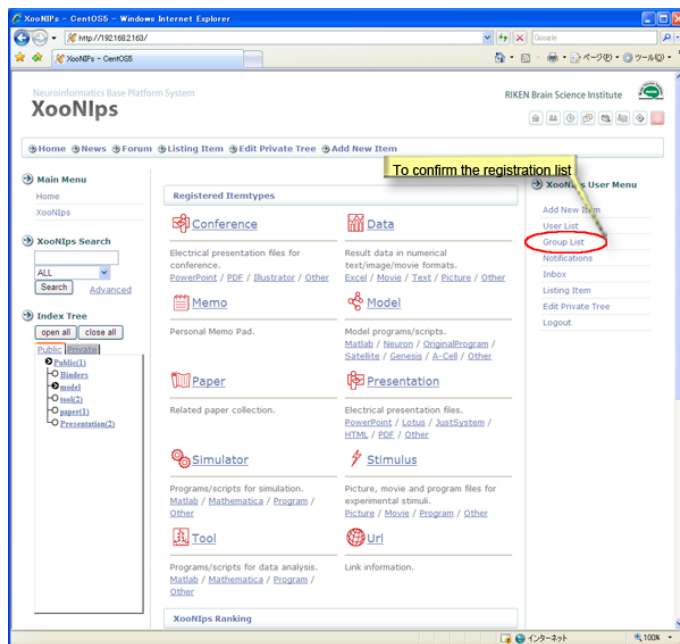 XooNIPs - CentOS5 - Windows Internet Explorer
http://192.168.2.163/
Google
XooNIPs - CentOS5
ページ(P)
ツール(O)
Neuroinformatics Base Platform System
XooNIps
RIKEN Brain Science Institute
Home News Forum Listing Item Edit Private Tree Add New Item
To confirm the registration list
Main Menu
Home
XooNIps
XooNIps Search
ALL
Search Advanced
Index Tree
open all close all
Public Private
Public(1)
Binders
model
tool(2)
paper(1)
Presentation(2)
Registered Itemtypes
Conference
Electrical presentation files for
conference.
PowerPoint / PDF / Illustrator / Other
Data
Result data in numerical
text/image/movie formats.
Excel / Movie / Text / Picture / Other
Memo
Personal Memo Pad.
Model
Model programs/scripts.
Matlab / Neuron / OriginalProgram /
Satellite / Genesis / A-Cell / Other
Paper
Related paper collection.
Presentation
Electrical presentation files.
PowerPoint / Lotus / JustSystem /
HTML / PDF / Other
Simulator
Programs/scripts for simulation.
Matlab / Mathematica / Program /
Other
Stimulus
Picture, movie and program files for
experimental stimuli.
Picture / Movie / Program / Other
Tool
Programs/scripts for data analysis.
Matlab / Mathematica / Program /
Other
Url
Link information.
XooNIps Ranking
XooNIps User Menu
Add New Item
User List
Group List
Notifications
Inbox
Listing Item
Edit Private Tree
Logout
インターネット
100%